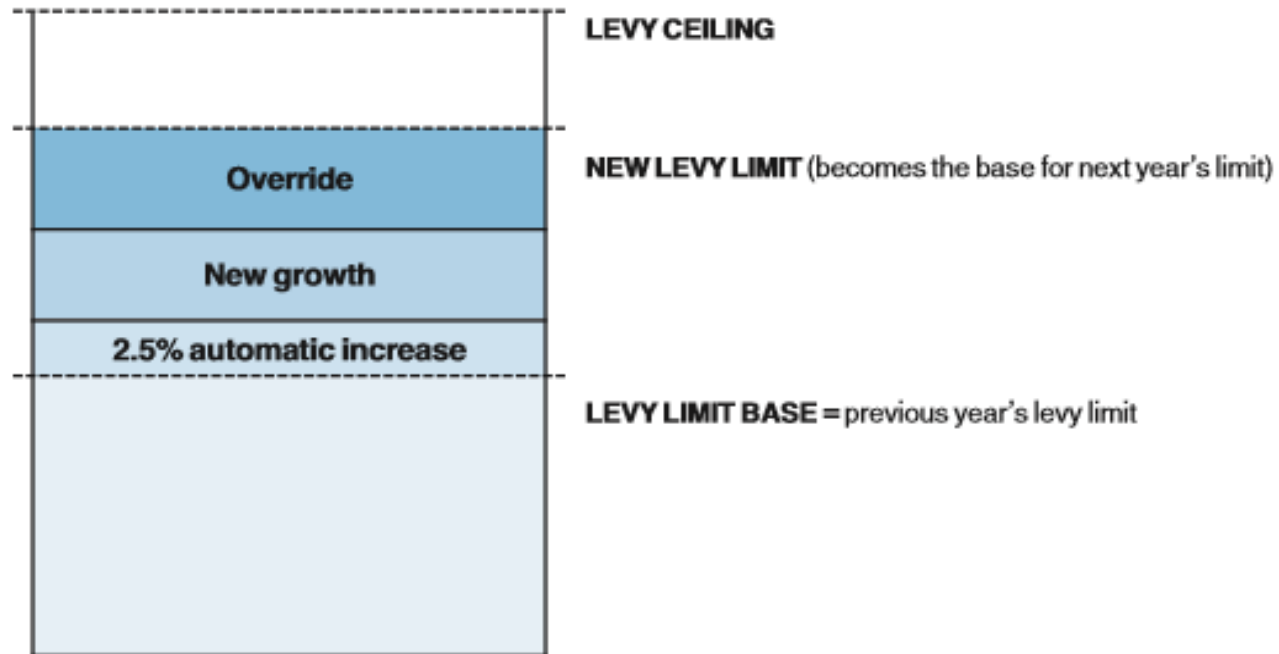 LEVY CEILING
Override
NEW LEVY LIMIT (becomes the base for next year's limit)
New growth
2.5% automatic increase
LEVY LIMIT BASE = previous year's levy limit